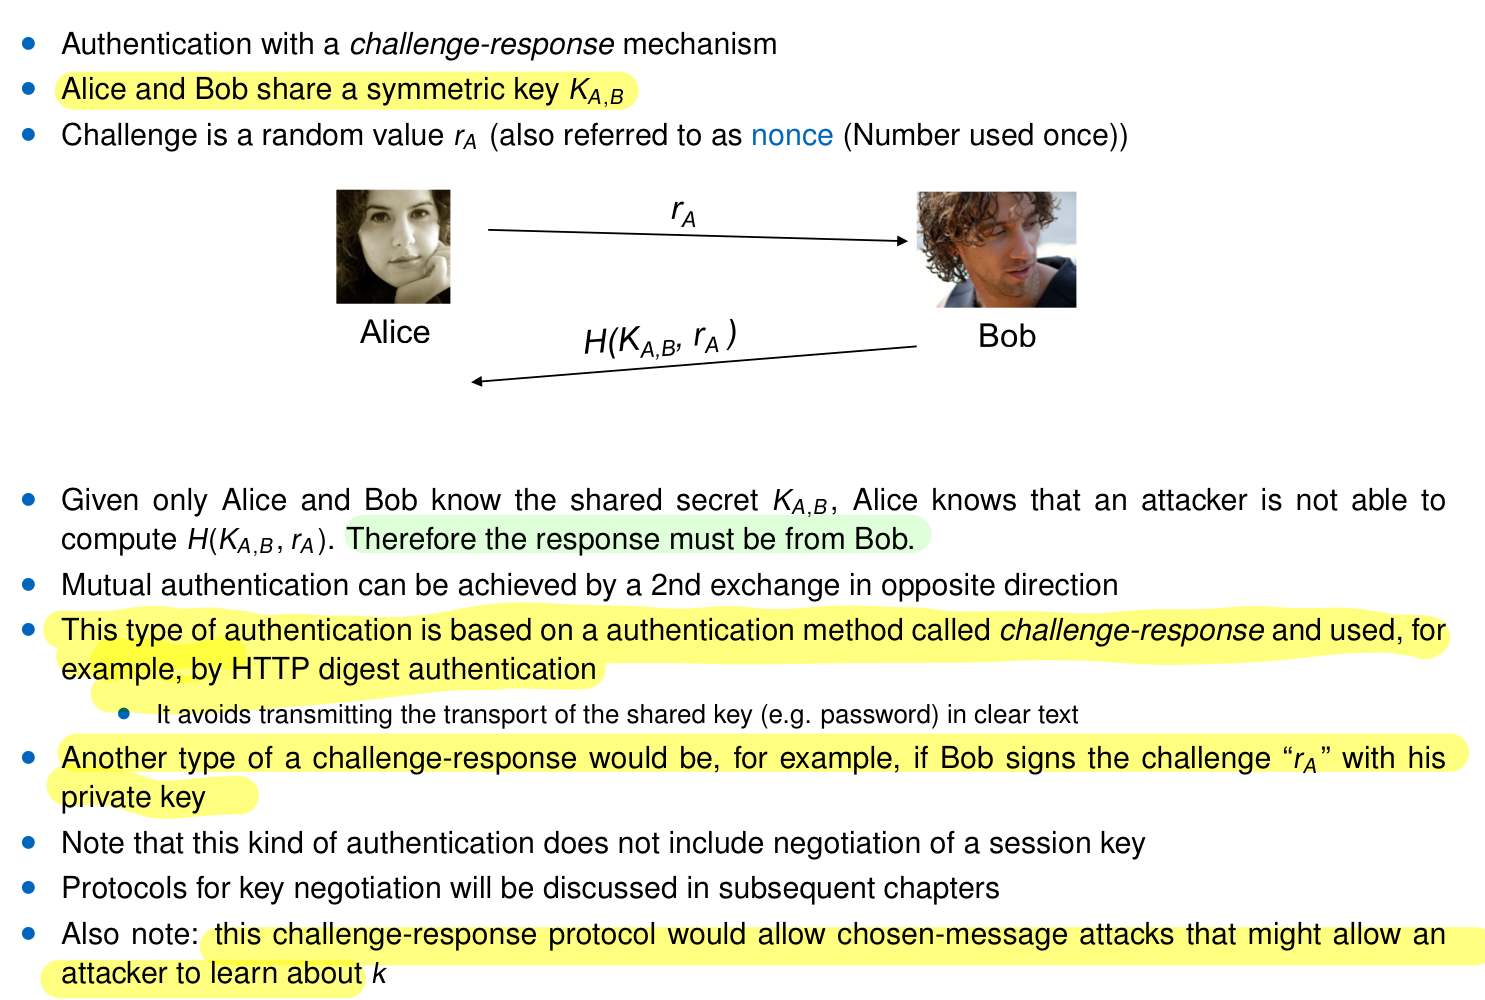 Authentication with a challenge-response mechanism
Alice and Bob share a symmetric key K_{A,B}
Challenge is a random value r_A (also referred to as nonce (Number used once))
r_A
Alice
Bob
H(K_{A,B}, r_A )
Given only Alice and Bob know the shared secret K_{A,B}, Alice knows that an attacker is not able to
compute H(K_{A,B}, r_A). Therefore the response must be from Bob.
Mutual authentication can be achieved by a 2nd exchange in opposite direction
This type of authentication is based on a authentication method called challenge-response and used, for
example, by HTTP digest authentication
It avoids transmitting the transport of the shared key (e.g. password) in clear text
Another type of a challenge-response would be, for example, if Bob signs the challenge “r_A” with his
private key
Note that this kind of authentication does not include negotiation of a session key
Protocols for key negotiation will be discussed in subsequent chapters
Also note: this challenge-response protocol would allow chosen-message attacks that might allow an
attacker to learn about k